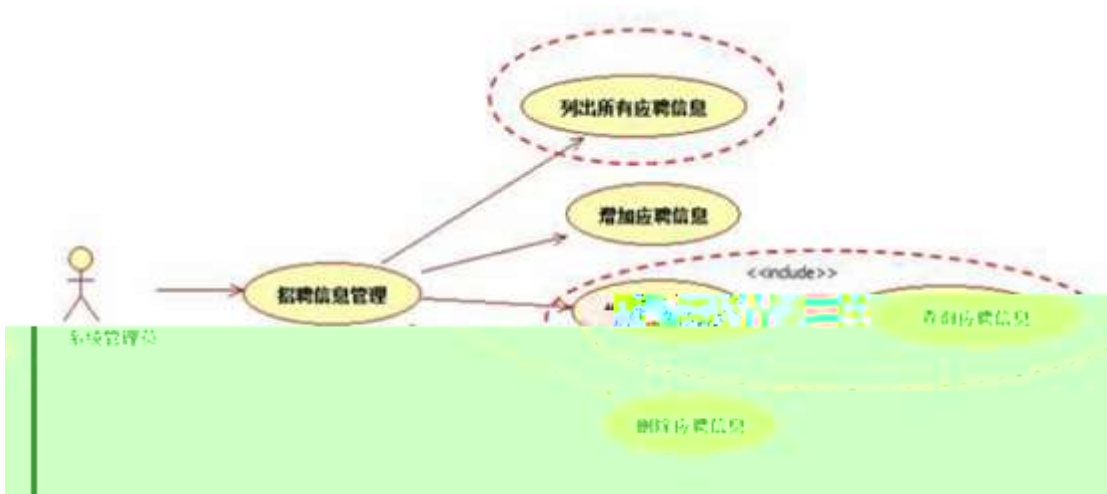 列出所有应聘信息
增加应聘信息
<<include>>
招聘信息管理
查询应聘信息
系统管理员
删除应聘信息